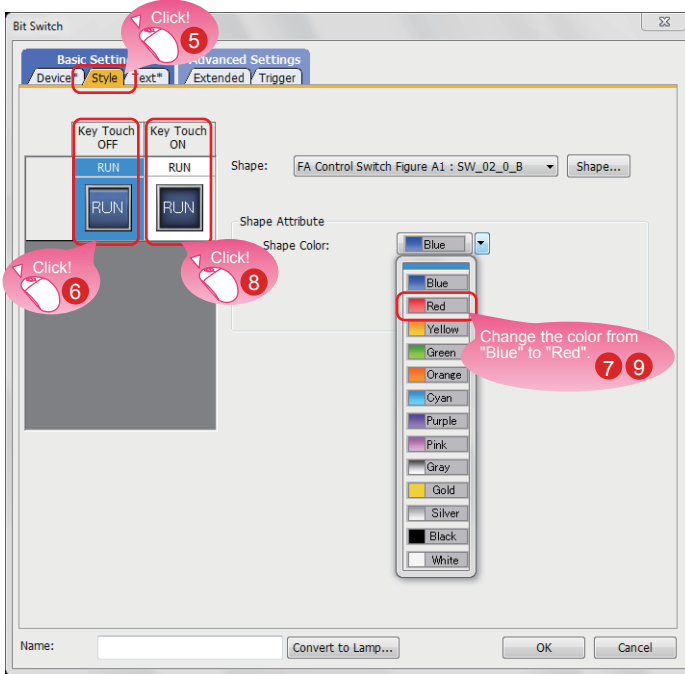 Bit Switch
Click!
5
Basic Settin
Advanced Settings
Device*
Style
ext*
Extended
Trigger
Key Touch
OFF
Key Touch
ON
RUN
RUN
RUN
RUN
Shape:
FA Control Switch Figure A1 : SW_02_0_B
Shape...
Shape Attribute
Shape Color:
Blue
Click!
6
Click!
8
Blue
Red
Yellow
Green
Orange
Cyan
Purple
Pink
Gray
Gold
Silver
Black
White
Change the color from
"Blue" to "Red".
7 9
Name:
Convert to Lamp...
OK
Cancel